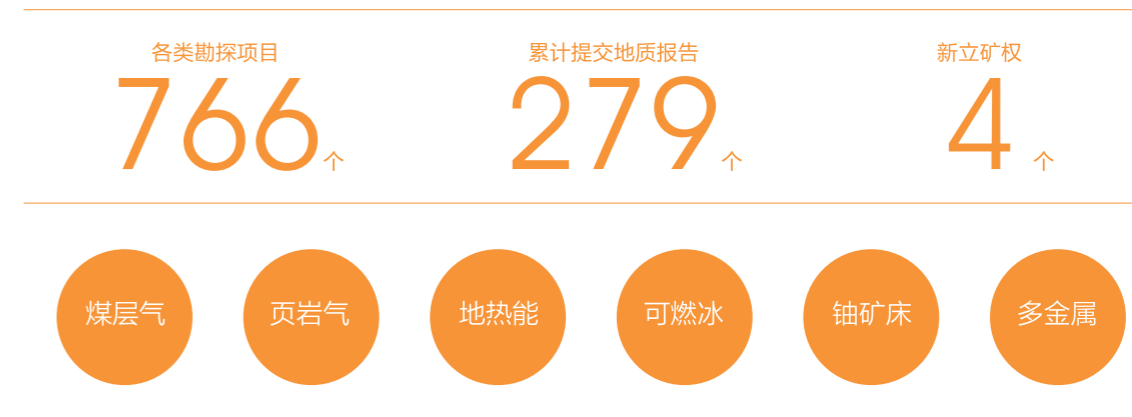 各类勘探项目
766个
累计提交地质报告
279个
新立矿权
4个
煤层气
页岩气
地热能
可燃冰
铀矿床
多金属